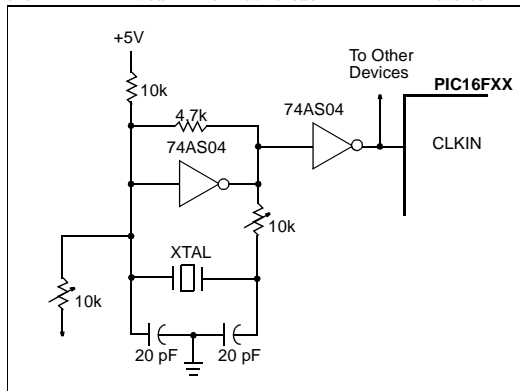 +5V
To Other
Devices
PIC16FXX
10k
4.7k
74AS04
74AS04
CLKIN
10k
XTAL
10k
20 pF
20 pF